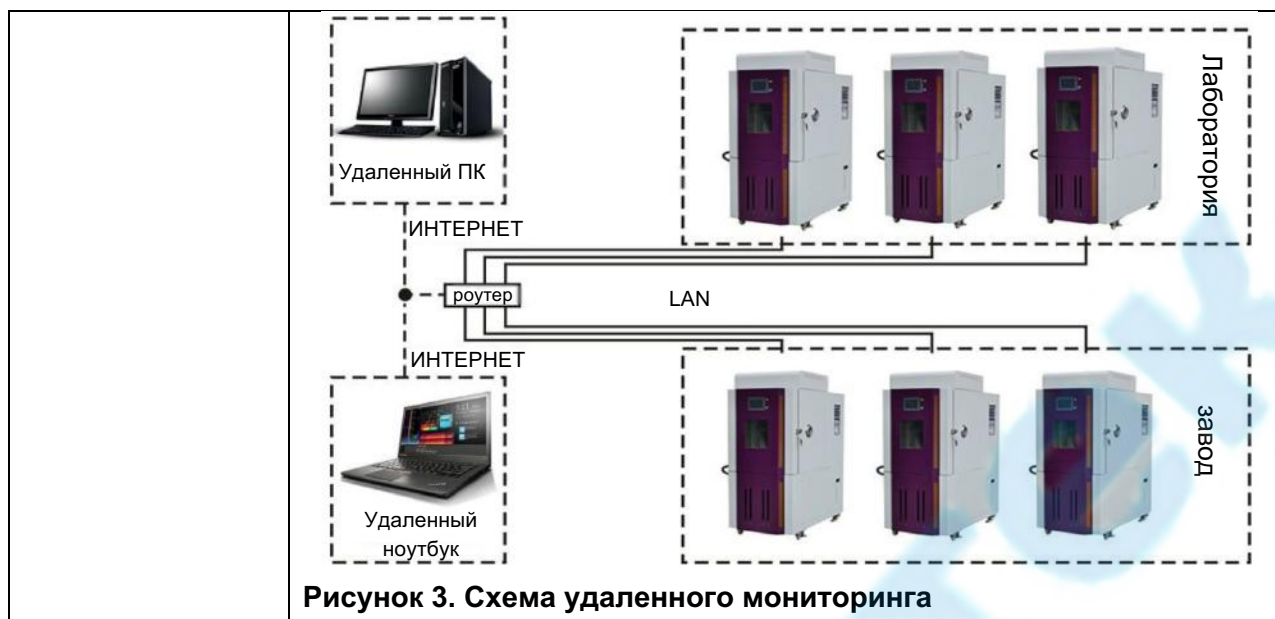 Удаленный ПК
Лаборатория
ИНТЕРНЕТ
роутер
LAN
ИНТЕРНЕТ
Удаленный
ноутбук
завод
Рисунок 3. Схема удаленного мониторинга